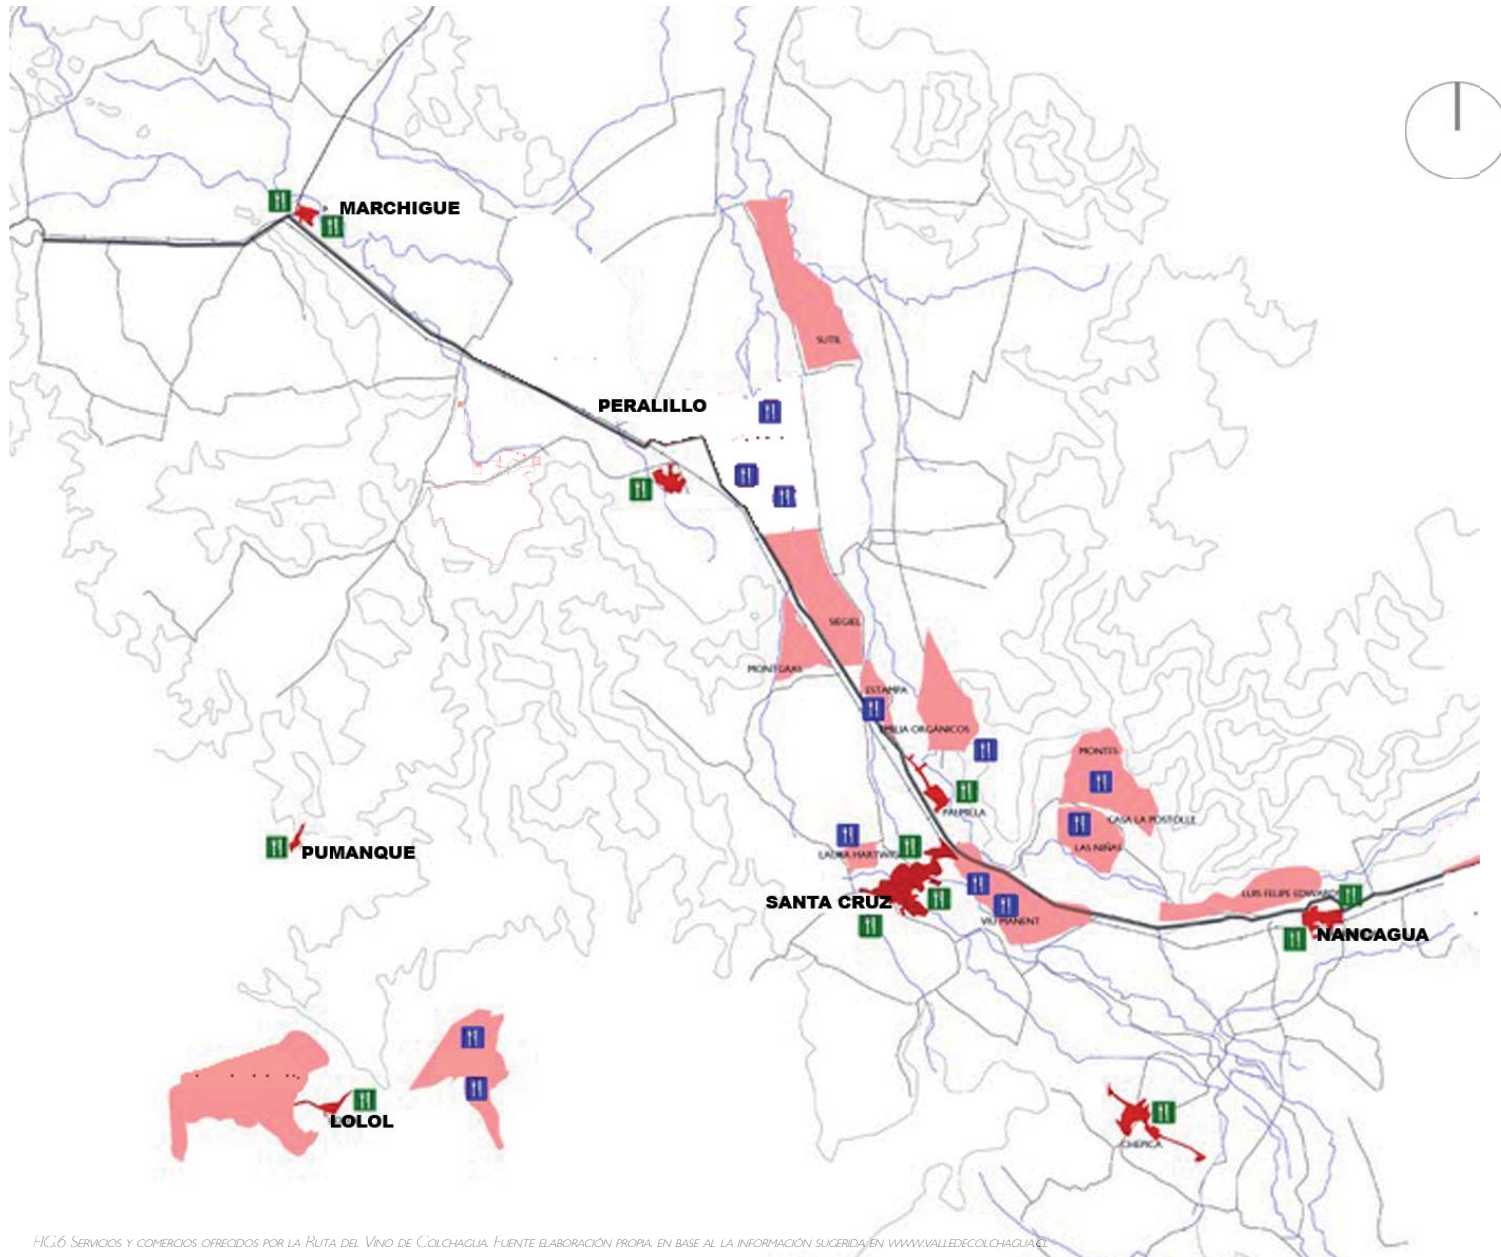 MARCHIGUE
SUTIL
PERALILLO
SIEGEL
MONTGRAS
ESTAMPA
EMILIA ORGÁNICOS
MONTES
PALMILLA
CASA LA POSTOLLE
LAS NIÑAS
LAURA HARTWIG
PUMANQUE
SANTA CRUZ
LUIS FELIPE EDWARDS
VIU MANENT
NANCAGUA
LOLOL
CHEPICA
FIG.6 SERVICIOS Y COMERCIOS OFRECIDOS POR LA RUTA DEL VINO DE COLCHAGUA. FUENTE ELABORACIÓN PROPIA. EN BASE AL LA INFORMACIÓN SUGERIDA EN WWW.VALLEDECOLCHAGUA.CL